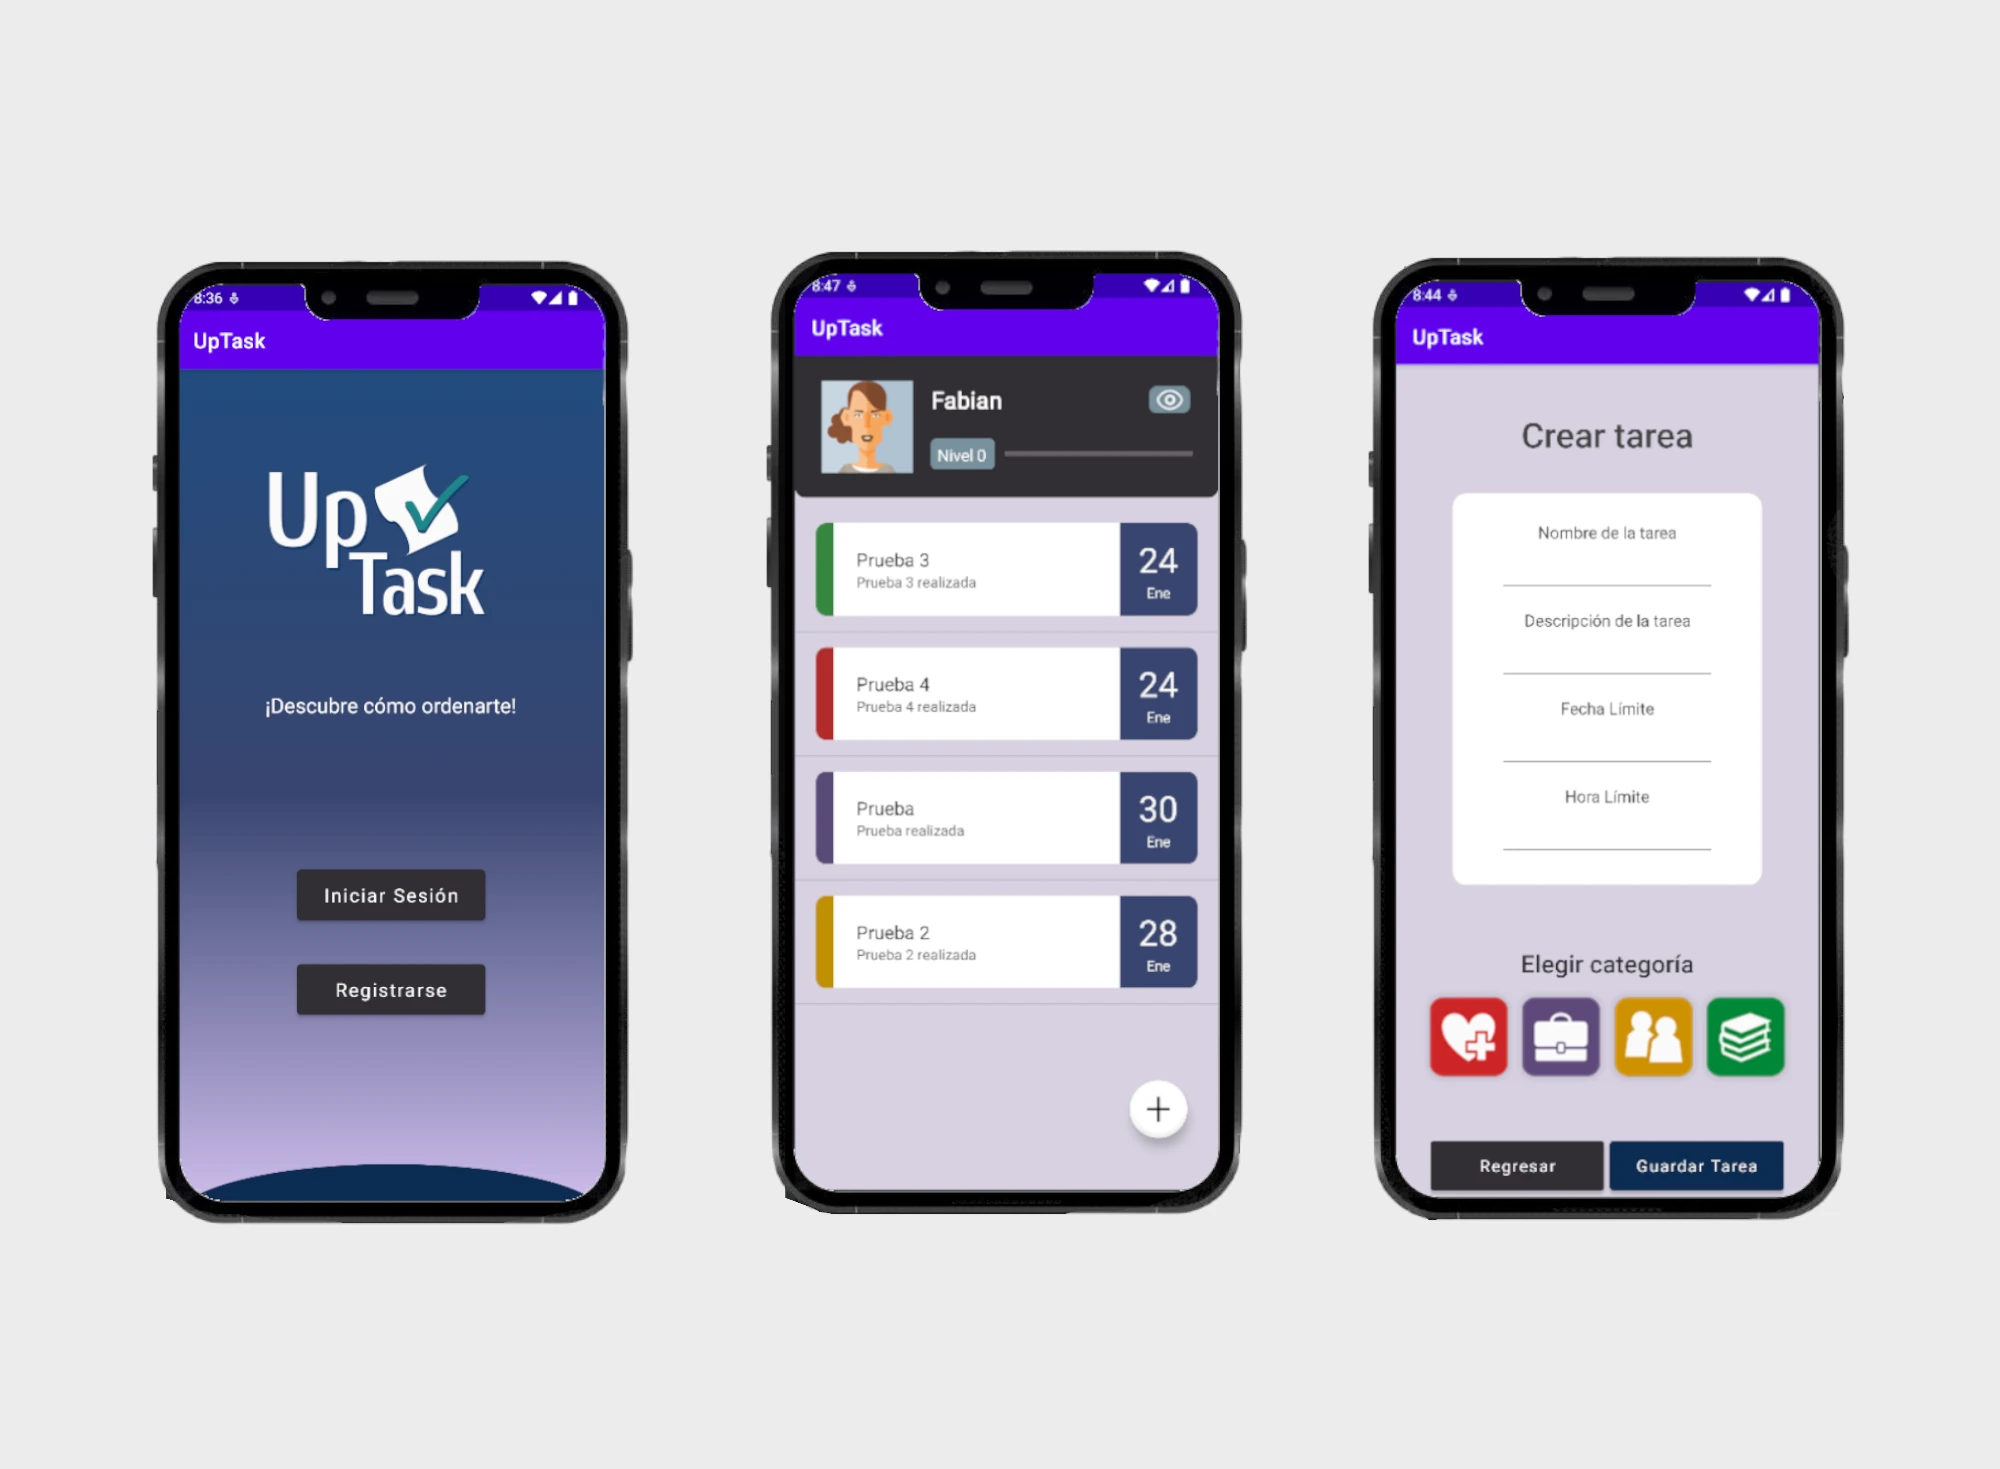 8:36
UpTask
Up
Task
¡Descubre cómo ordenarte!
Iniciar Sesión
Registrarse
8:47
UpTask
Fabian
Nivel 0
Prueba 3
Prueba 3 realizada
24
Ene
Prueba 4
Prueba 4 realizada
24
Ene
Prueba
Prueba realizada
30
Ene
Prueba 2
Prueba 2 realizada
28
Ene
+
8:44
UpTask
Crear tarea
Nombre de la tarea
Descripción de la tarea
Fecha Límite
Hora Límite
Elegir categoría
Regresar
Guardar Tarea